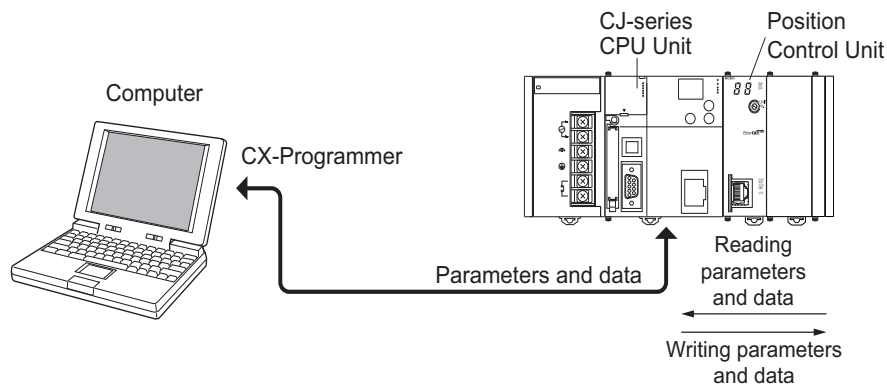 CJ-series
CPU Unit
Position
Control Unit
Computer
CX-Programmer
EtherCAT
Parameters and data
Reading
parameters
and data
Writing parameters
and data